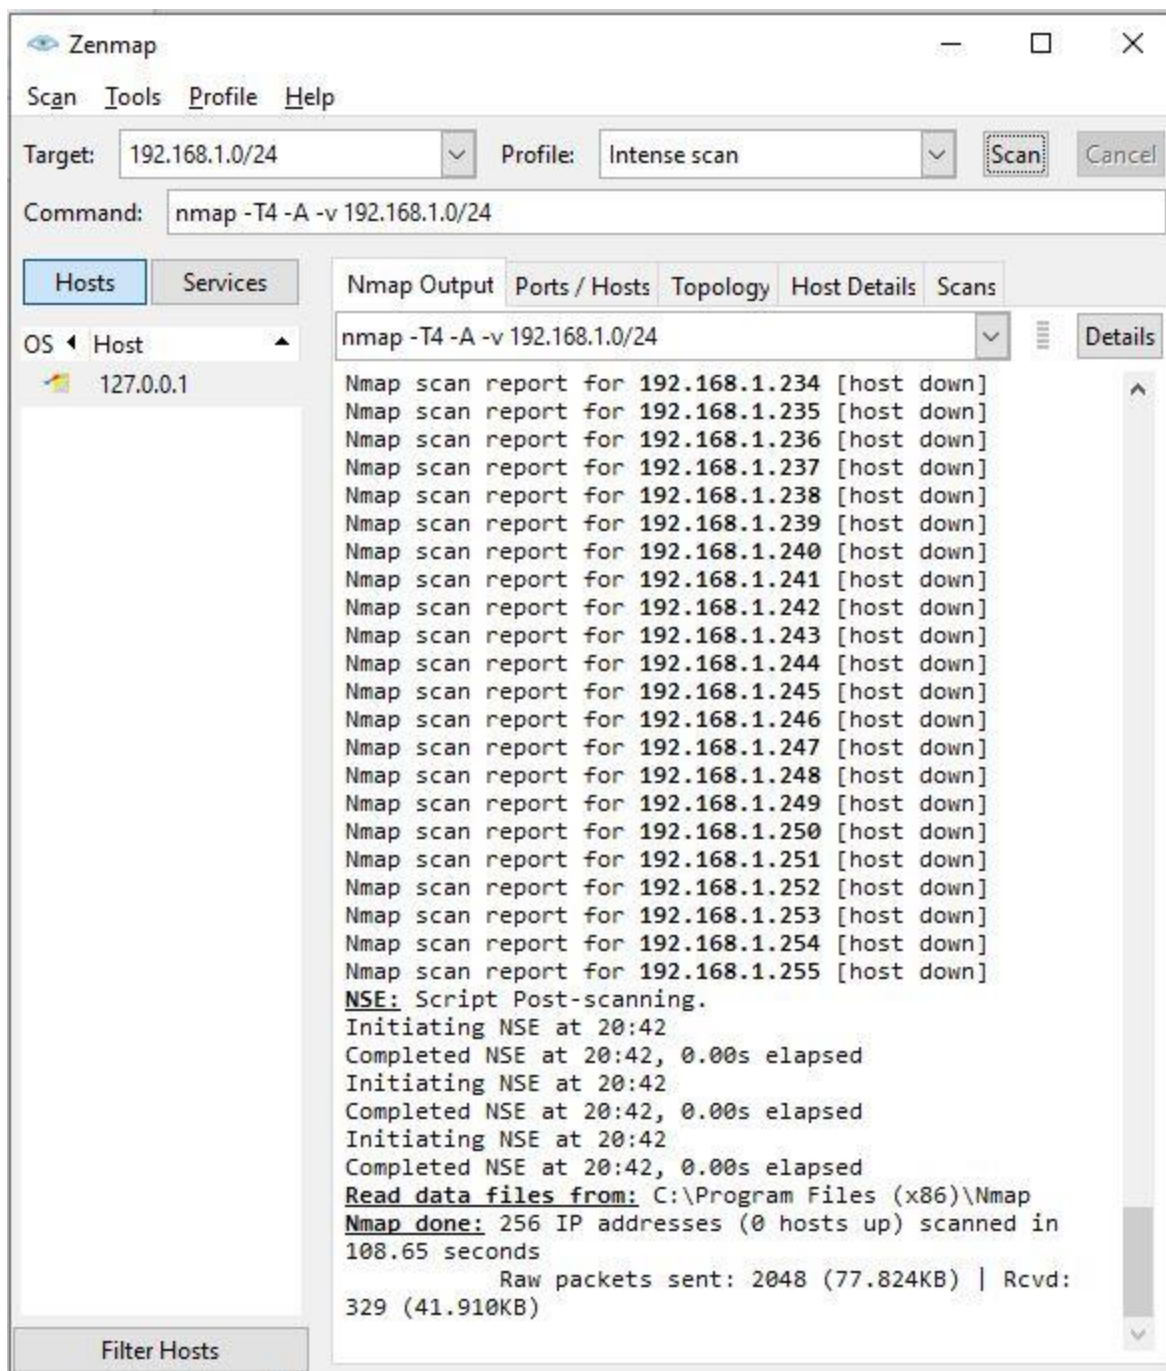 Zenmap
Scan Tools Profile Help
Target: 192.168.1.0/24 Profile: Intense scan Scan Cancel
Command: nmap -T4 -A -v 192.168.1.0/24
Hosts Services
OS Host
127.0.0.1
Filter Hosts
Nmap Output Ports / Hosts Topology Host Details Scans
nmap -T4 -A -v 192.168.1.0/24 Details
Nmap scan report for 192.168.1.234 [host down]
Nmap scan report for 192.168.1.235 [host down]
Nmap scan report for 192.168.1.236 [host down]
Nmap scan report for 192.168.1.237 [host down]
Nmap scan report for 192.168.1.238 [host down]
Nmap scan report for 192.168.1.239 [host down]
Nmap scan report for 192.168.1.240 [host down]
Nmap scan report for 192.168.1.241 [host down]
Nmap scan report for 192.168.1.242 [host down]
Nmap scan report for 192.168.1.243 [host down]
Nmap scan report for 192.168.1.244 [host down]
Nmap scan report for 192.168.1.245 [host down]
Nmap scan report for 192.168.1.246 [host down]
Nmap scan report for 192.168.1.247 [host down]
Nmap scan report for 192.168.1.248 [host down]
Nmap scan report for 192.168.1.249 [host down]
Nmap scan report for 192.168.1.250 [host down]
Nmap scan report for 192.168.1.251 [host down]
Nmap scan report for 192.168.1.252 [host down]
Nmap scan report for 192.168.1.253 [host down]
Nmap scan report for 192.168.1.254 [host down]
Nmap scan report for 192.168.1.255 [host down]
NSE: Script Post-scanning.
Initiating NSE at 20:42
Completed NSE at 20:42, 0.00s elapsed
Initiating NSE at 20:42
Completed NSE at 20:42, 0.00s elapsed
Initiating NSE at 20:42
Completed NSE at 20:42, 0.00s elapsed
Read data files from: C:\Program Files (x86)\Nmap
Nmap done: 256 IP addresses (0 hosts up) scanned in
108.65 seconds
Raw packets sent: 2048 (77.824KB) | Rcvd:
329 (41.910KB)